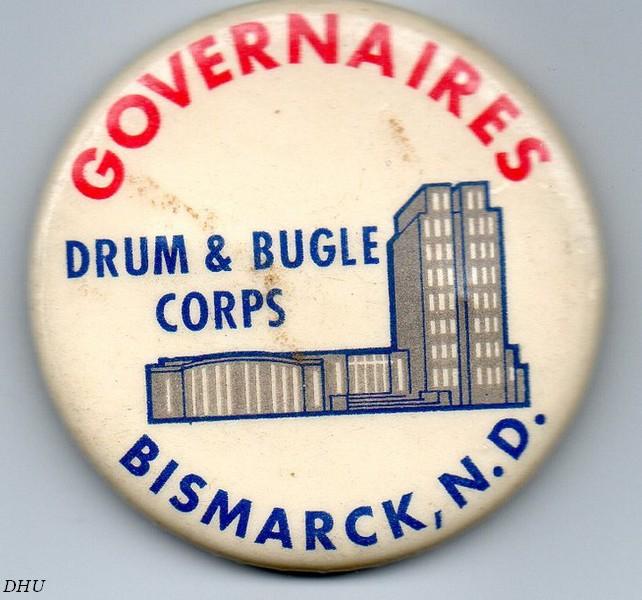 GOVERNAIRES
DRUM & BUGLE
CORPS
BISMARCK, N.D.
DHU